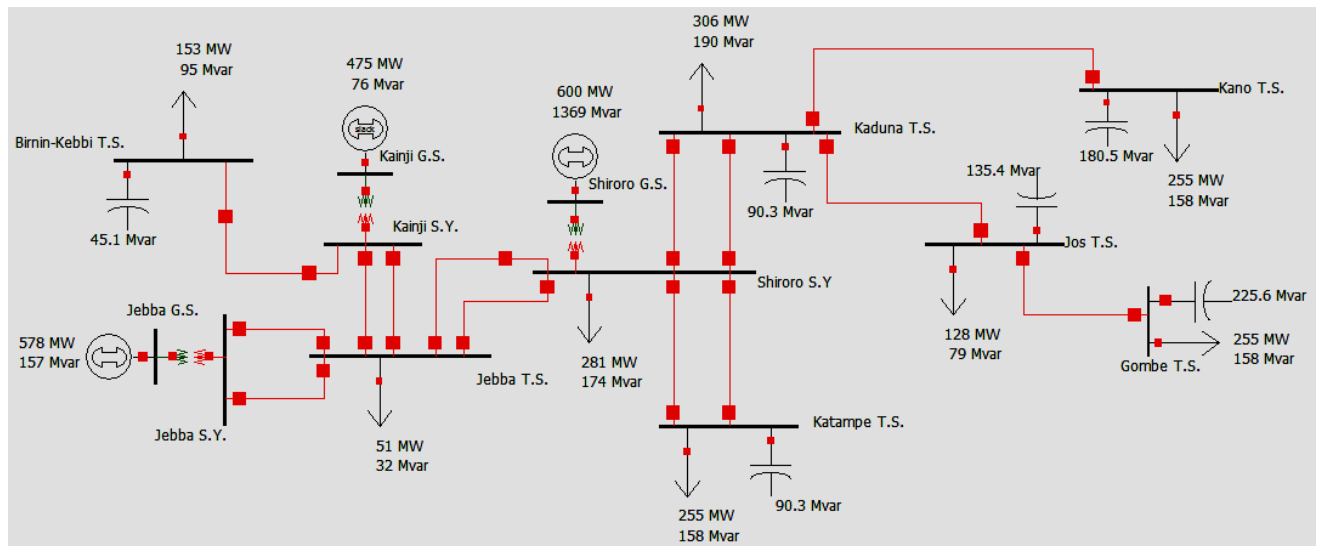 306 MW
190 Mvar
153 MW
95 Mvar
475 MW
76 Mvar
600 MW
1369 Mvar
Kano T.S.
Birnin-Kebbi T.S.
slack
Kaduna T.S.
Kainji G.S.
180.5 Mvar
135.4 Mvar
Shiroro G.S.
255 MW
158 Mvar
90.3 Mvar
45.1 Mvar
Kainji S.Y.
Jos T.S.
Shiroro S.Y
225.6 Mvar
Jebba G.S.
578 MW
157 Mvar
128 MW
79 Mvar
255 MW
158 Mvar
281 MW
174 Mvar
Jebba T.S.
Gombe T.S.
Katampe T.S.
Jebba S.Y.
51 MW
32 Mvar
90.3 Mvar
255 MW
158 Mvar